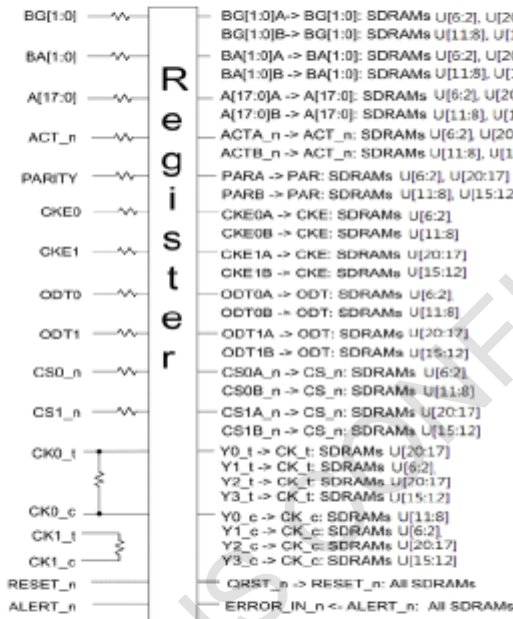 BG[1:0]
BA[1:0]
A[17:0]
ACT_n
PARITY
CKE0
CKE1
ODT0
ODT1
CS0_n
CS1_n
CK0_t
CK0_c
CK1_t
CK1_c
RESET_n
ALERT_n
Register
BG[1:0]A-> BG[1:0]: SDRAMs U[6:2],
BG[1:0]B-> BG[1:0]: SDRAMs U[11:8],
BA[1:0]A -> BA[1:0]: SDRAMs U[6:2],
BA[1:0]B -> BA[1:0]: SDRAMs U[11:8],
A[17:0]A -> A[17:0]: SDRAMs U[6:2],
A[17:0]B -> A[17:0]: SDRAMs U[11:8],
ACTA_n -> ACT_n: SDRAMs U[6:2],
ACTB_n -> ACT_n: SDRAMs U[11:8],
PARA -> PAR: SDRAMs U[6:2], U[20:17]
PARB -> PAR: SDRAMs U[11:8], U[15:12
CKE0A -> CKE: SDRAMs U[6:2]
CKE0B -> CKE: SDRAMs U[11:8]
CKE1A -> CKE: SDRAMs U[20:17]
CKE1B -> CKE: SDRAMs U[15:12]
ODT0A -> ODT: SDRAMs U[6:2]
ODT0B -> ODT: SDRAMs U[11:8]
ODT1A -> ODT: SDRAMs U[20:17]
ODT1B -> ODT: SDRAMs U[15:12]
CS0A_n -> CS_n: SDRAMs U[6:2]
CS0B_n -> CS_n: SDRAMs U[11:8]
CS1A_n -> CS_n: SDRAMs U[20:17]
CS1B_n -> CS_n: SDRAMs U[15:12]
Y0_t -> CK_t: SDRAMs U[20:17]
Y1_t -> CK_t: SDRAMs U[6:2]
Y2_t -> CK_t: SDRAMs U[20:17]
Y3_t -> CK_t: SDRAMs U[15:12]
Y0_c -> CK_c: SDRAMs U[11:8]
Y1_c -> CK_c: SDRAMs U[6:2]
Y2_c -> CK_c: SDRAMs U[20:17]
Y3_c -> CK_c: SDRAMs U[15:12]
QRST_n -> RESET_n: All SDRAMs
ERROR_IN_n <- ALERT_n: All SDRAMs